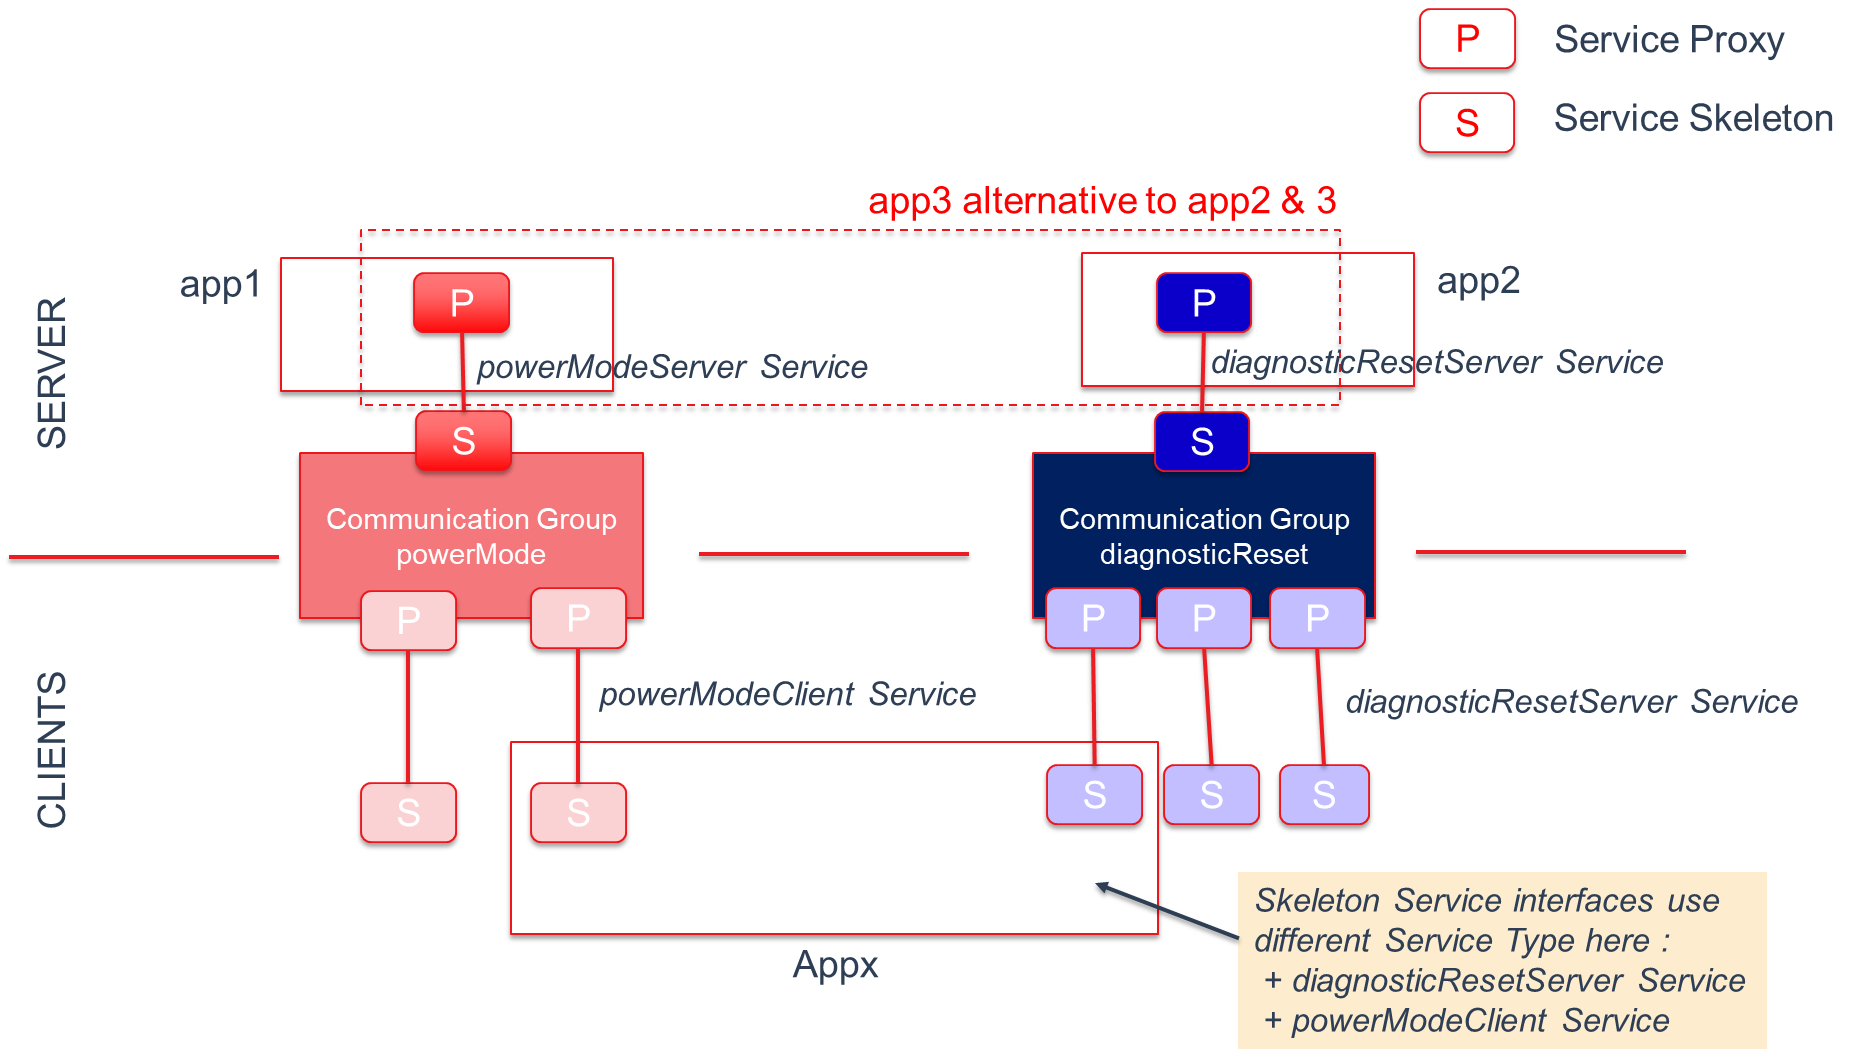 P
Service Proxy
S
Service Skeleton
app3 alternative to app2 & 3
SERVER
app1
P
powerModeServer Service
P
app2
diagnosticResetServer Service
S
Communication Group
powerMode
S
Communication Group
diagnosticReset
P
P
P
P
P
CLIENTS
powerModeClient Service
diagnosticResetServer Service
S
S
S
S
S
Appx
Skeleton Service interfaces use
different Service Type here :
+ diagnosticResetServer Service
+ powerModeClient Service